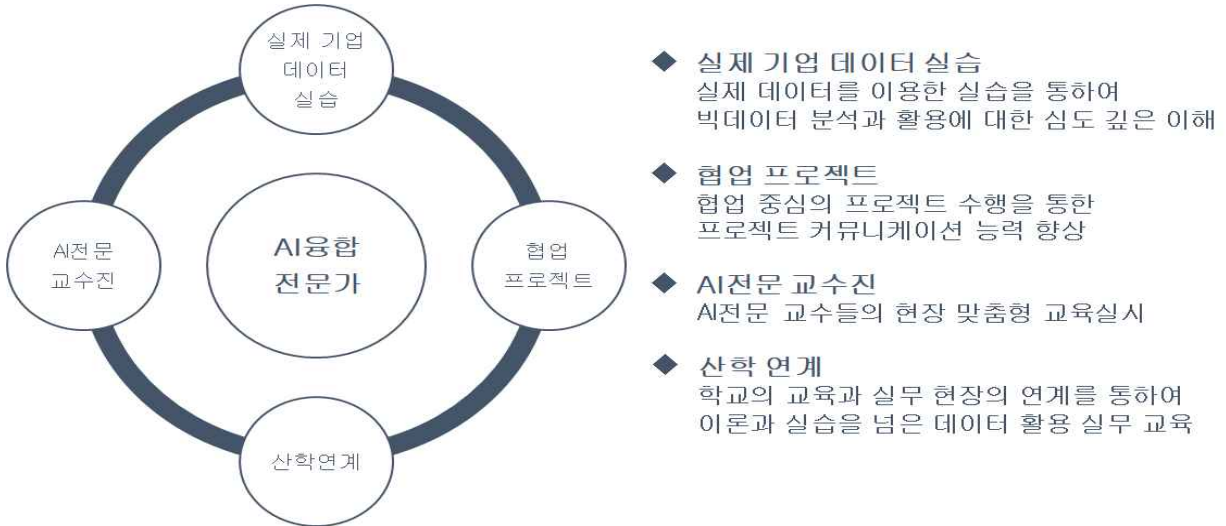 실제 기업
데이터
실습
AI전문
교수진
AI융합
전문가
협업
프로젝트
산학연계
◆ 실제 기업 데이터 실습
실제 데이터를 이용한 실습을 통하여
빅데이터 분석과 활용에 대한 심도 깊은 이해
◆ 협업 프로젝트
협업 중심의 프로젝트 수행을 통한
프로젝트 커뮤니케이션 능력 향상
◆ AI전문 교수진
AI전문 교수들의 현장 맞춤형 교육실시
◆ 산학 연계
학교의 교육과 실무 현장의 연계를 통하여
이론과 실습을 넘은 데이터 활용 실무 교육